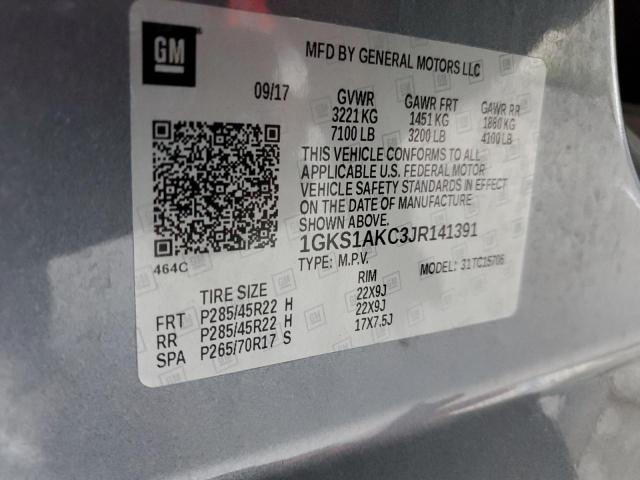 GM
MFD BY GENERAL MOTORS LLC
09/17
GVWR GAWR FRT GAWR RR
3221 KG 1451 KG 1860 KG
7100 LB 3200 LB 4100 LB
THIS VEHICLE CONFORMS TO ALL
APPLICABLE U.S. FEDERAL MOTOR
VEHICLE SAFETY STANDARDS IN EFFECT
ON THE DATE OF MANUFACTURE
SHOWN ABOVE.
1GKS1AKC3JR141391
464C
TYPE: M.P.V. MODEL: 31TC15706
TIRE SIZE RIM
FRT P285/45R22 H 22X9J
RR P285/45R22 H 22X9J
SPA P265/70R17 S 17X7.5J